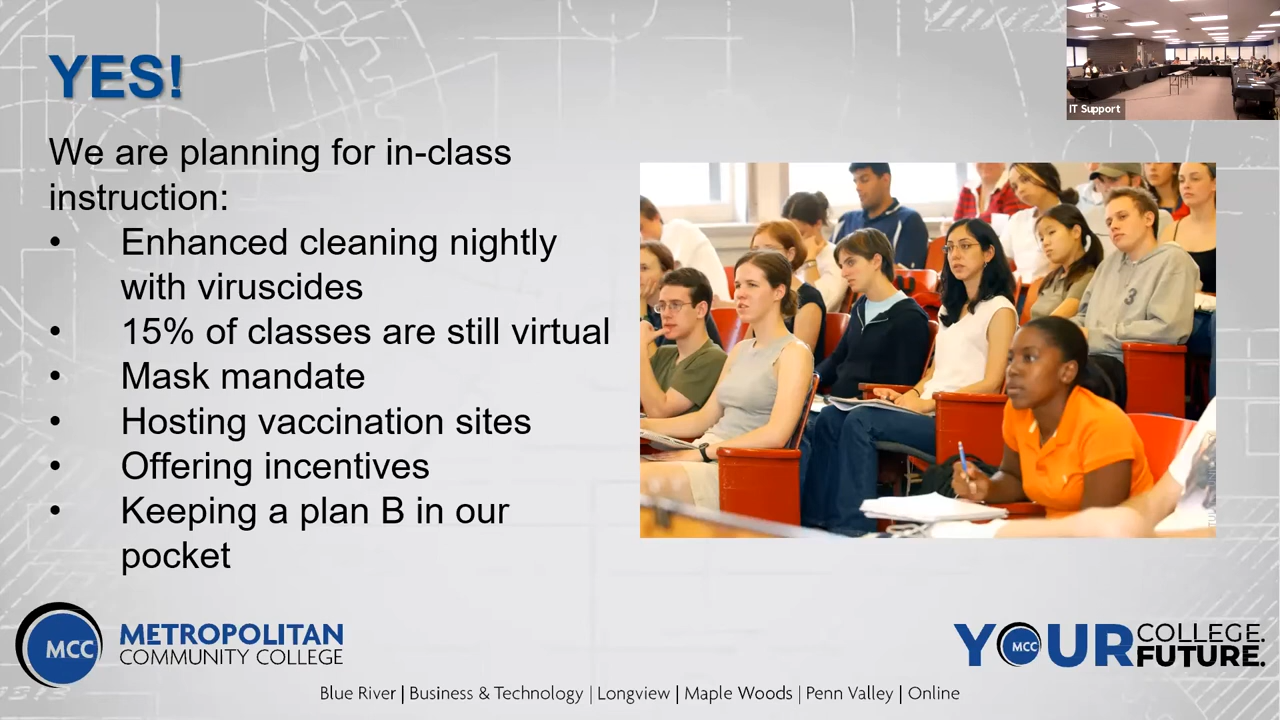 YES!
IT Support
We are planning for in-class
instruction:
• Enhanced cleaning nightly
with viruscides
• 15% of classes are still virtual
• Mask mandate
• Hosting vaccination sites
• Offering incentives
• Keeping a plan B in our
pocket
3
MCC
METROPOLITAN
COMMUNITY COLLEGE
YOUR
MCC
COLLEGE.
FUTURE.
Blue River | Business & Technology | Longview | Maple Woods | Penn Valley | Online